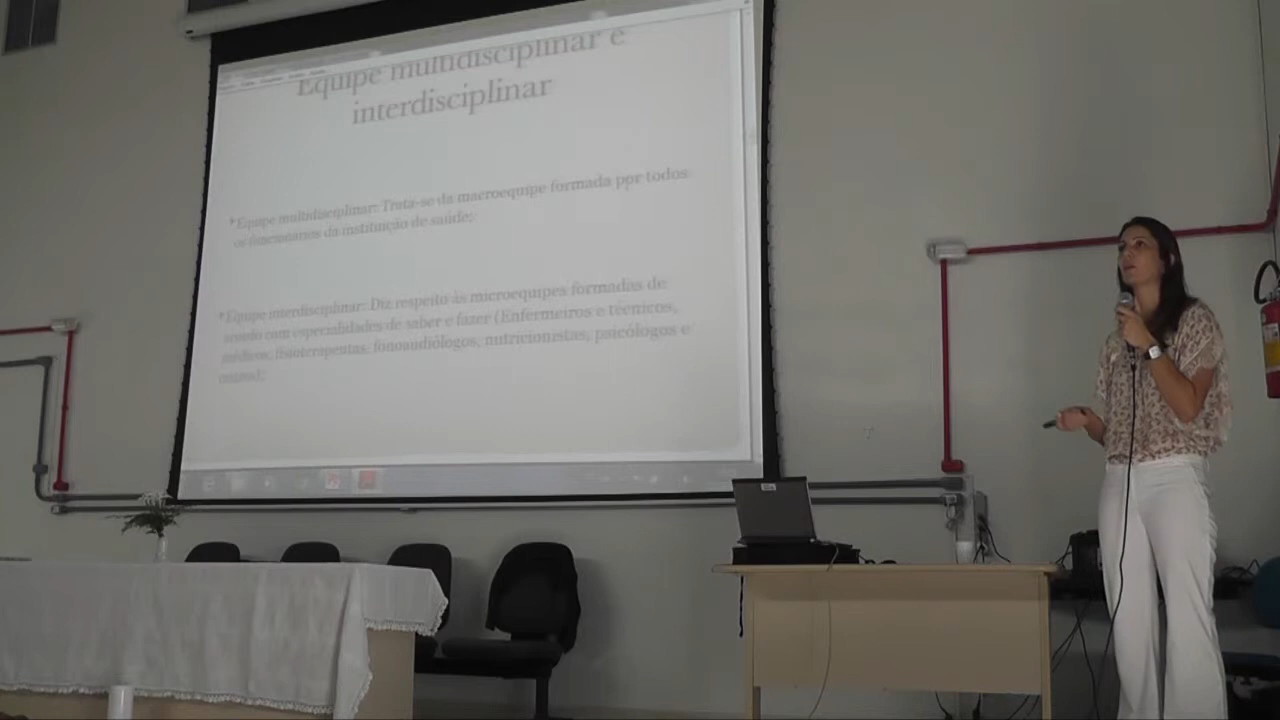 Equipe multidisciplinar e
interdisciplinar
*Equipe multidisciplinar: Trata-se da macroequipe formada por todos
os funcionários da instituição de saúde;
*Equipe interdisciplinar: Diz respeito às microequipes formadas de
acordo com especialidades de saber e fazer (Enfermeiros e técnicos,
médicos, fisioterapeutas, fonoaudiólogos, nutricionistas, psicólogos e
outros);